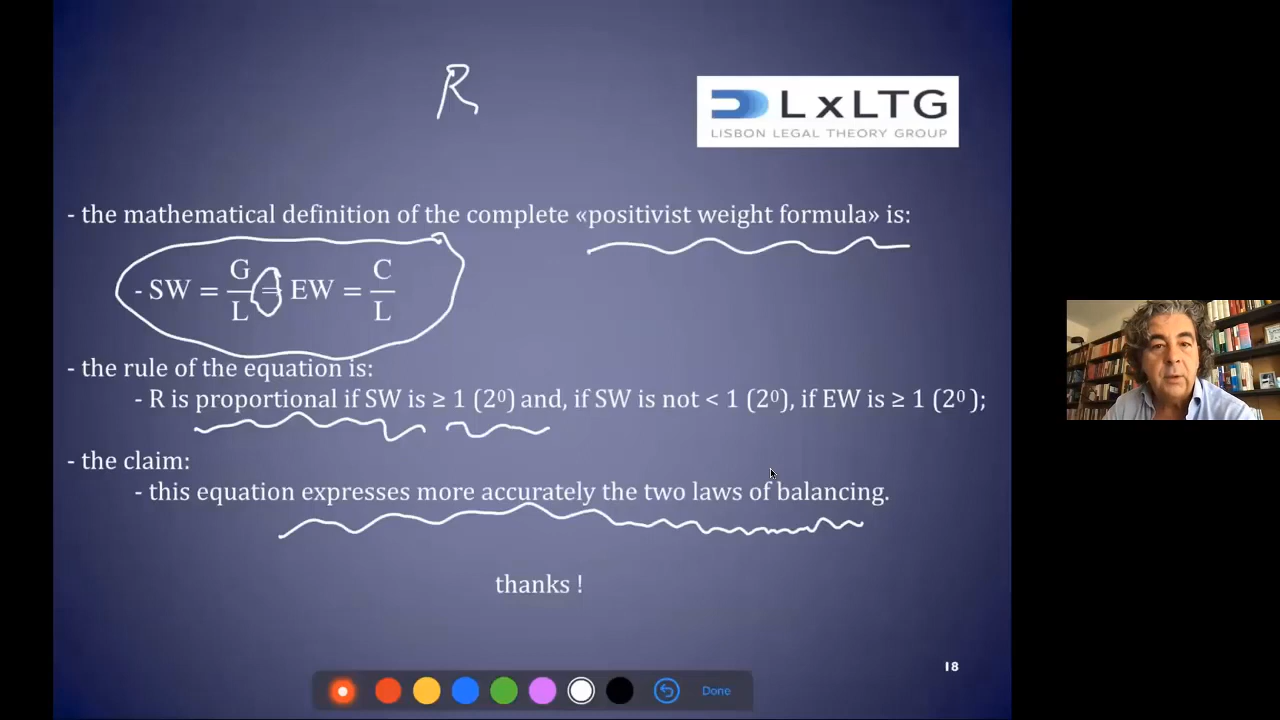 R
LxLTG
LISBON LEGAL THEORY GROUP
- the mathematical definition of the complete «positivist weight formula» is:
- SW = G/L = EW = C/L
- the rule of the equation is:
- R is proportional if SW is ≥ 1 (2⁰) and, if SW is not < 1 (2⁰), if EW is ≥ 1 (2⁰);
- the claim:
- this equation expresses more accurately the two laws of balancing.
thanks !
18
Done